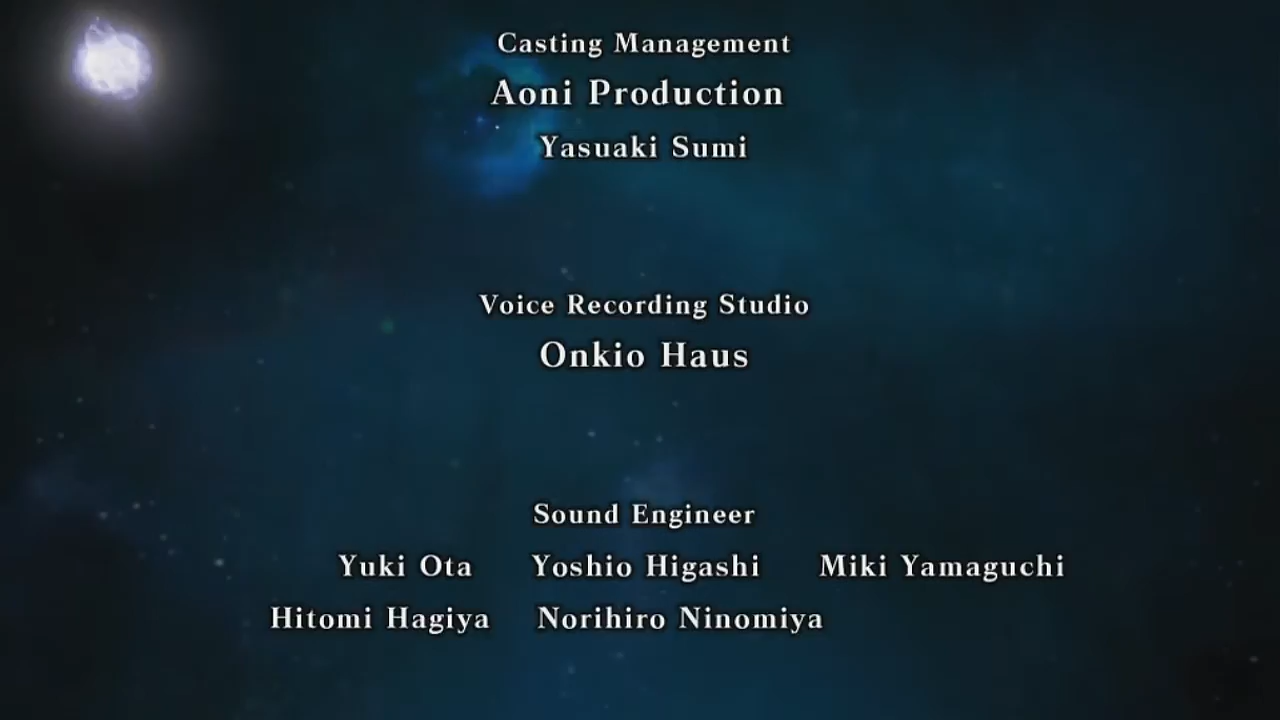 Casting Management
Aoni Production
Yasuaki Sumi
Voice Recording Studio
Onkio Haus
Sound Engineer
Yuki Ota Yoshio Higashi Miki Yamaguchi
Hitomi Hagiya Norihiro Ninomiya